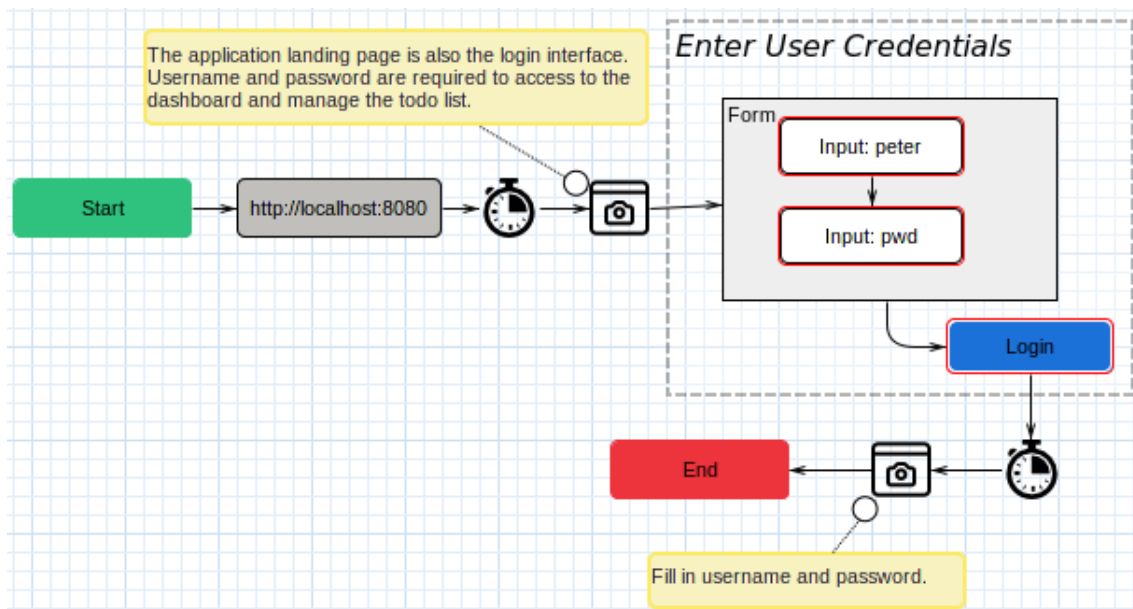 The application landing page is also the login interface.
Username and password are required to access to the
dashboard and manage the todo list.
Enter User Credentials
Form
Input: peter
Start
http://localhost:8080
Input: pwd
Login
End
Fill in username and password.